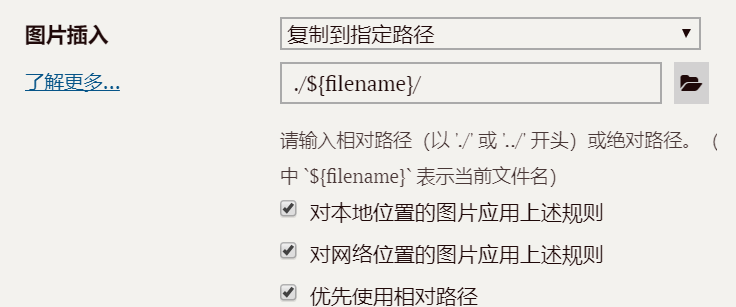 图片插入
复制到指定路径
了解更多...
./${filename}/
请输入相对路径（以 './' 或 '../' 开头）或绝对路径。（
中 `${filename}` 表示当前文件名）
对本地位置的图片应用上述规则
对网络位置的图片应用上述规则
优先使用相对路径